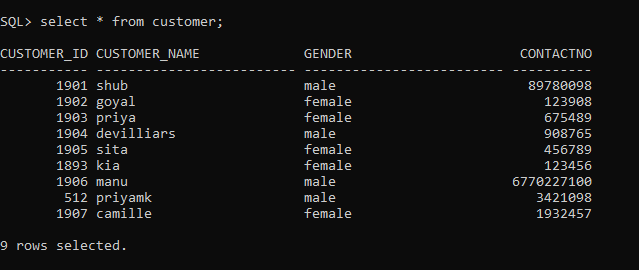 SQL> select * from customer;
CUSTOMER_ID CUSTOMER_NAME             GENDER                     CONTACTNO
----------- ------------------------- ------------------------- ----------
       1901 shub                      male                        89780098
       1902 goyal                     female                        123908
       1903 priya                     female                        675489
       1904 devilliars                male                          908765
       1905 sita                      female                        456789
       1893 kia                       female                        123456
       1906 manu                      male                      6770227100
        512 priyamk                   male                         3421098
       1907 camille                   female                       1932457
9 rows selected.